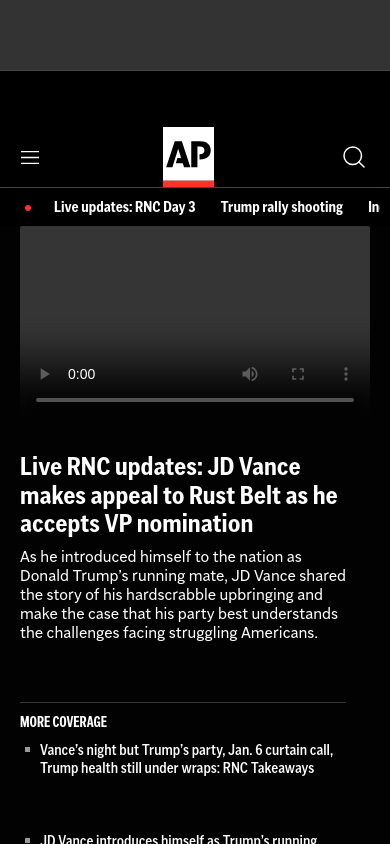 AP
Live updates: RNC Day 3 Trump rally shooting In
0:00
Live RNC updates: JD Vance
makes appeal to Rust Belt as he
accepts VP nomination
As he introduced himself to the nation as
Donald Trump’s running mate, JD Vance shared
the story of his hardscrabble upbringing and
make the case that his party best understands
the challenges facing struggling Americans.
MORE COVERAGE
Vance’s night but Trump’s party, Jan. 6 curtain call,
Trump health still under wraps: RNC Takeaways
JD Vance introduces himself as Trump’s running